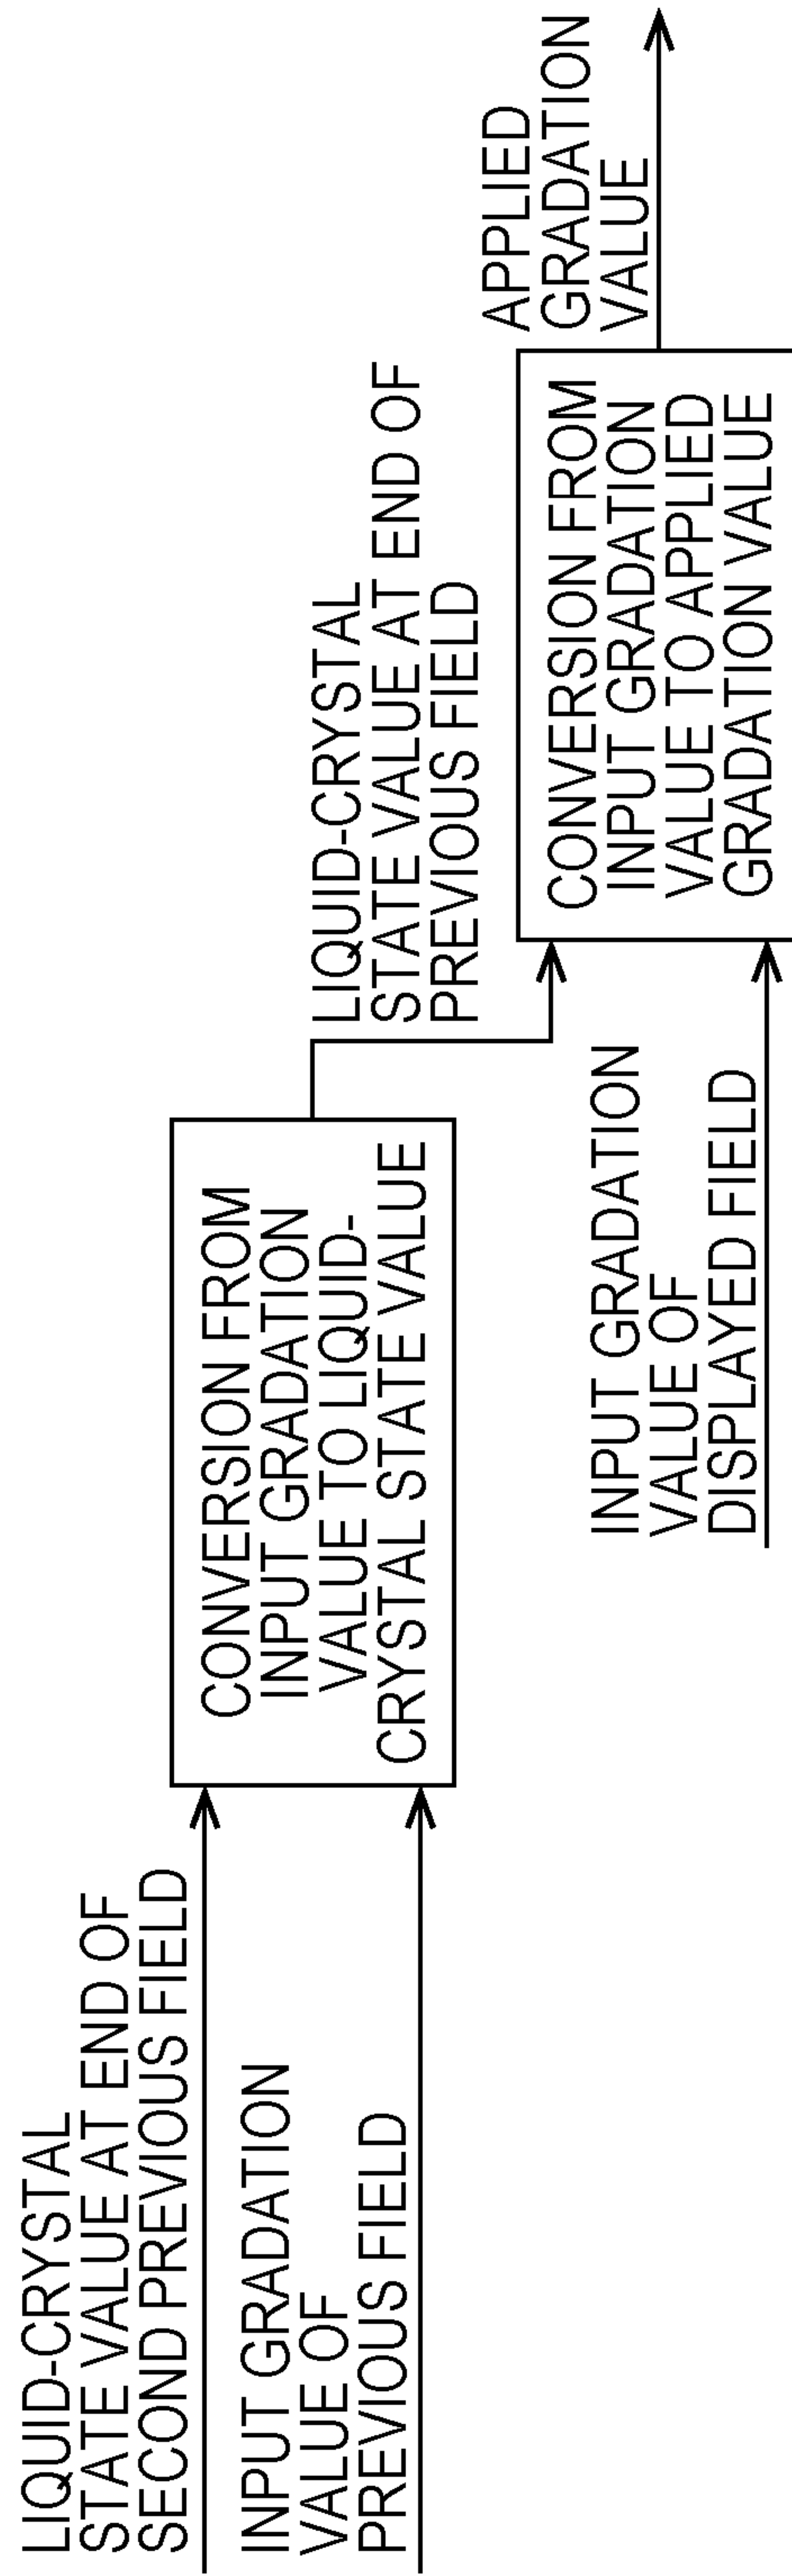 LIQUID-CRYSTAL
STATE VALUE AT END OF
SECOND PREVIOUS FIELD
INPUT GRADATION
VALUE OF
PREVIOUS FIELD
CONVERSION FROM
INPUT GRADATION
VALUE TO LIQUID-
CRYSTAL STATE VALUE
LIQUID-CRYSTAL
STATE VALUE AT END OF
PREVIOUS FIELD
INPUT GRADATION
VALUE OF
DISPLAYED FIELD
CONVERSION FROM
INPUT GRADATION
VALUE TO APPLIED
GRADATION VALUE
APPLIED
GRADATION
VALUE